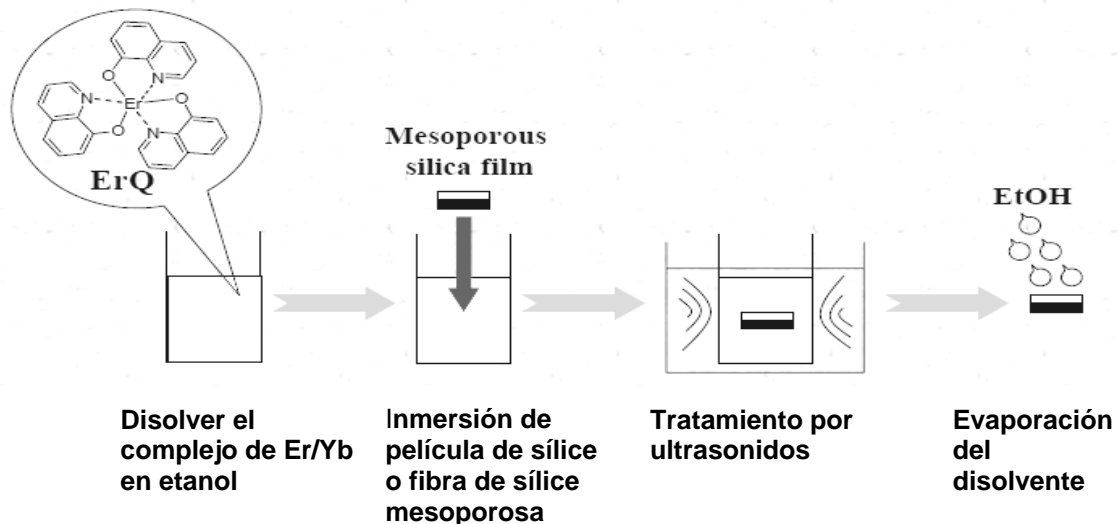 O
N
N
Er
O
O
N
ErQ
Mesoporous
silica film
EtOH
Disolver el
complejo de Er/Yb
en etanol
Inmersión de
película de sílice
o fibra de sílice
mesoporosa
Tratamiento por
ultrasonidos
Evaporación
del
disolvente